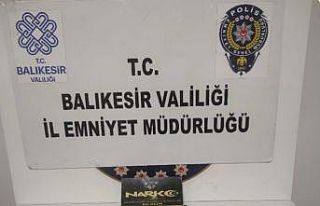 T.C.
BALIKESİR
VALİLİĞİ
POLİS
T.C.
BALIKESİR VALİLİĞİ
İL EMNİYET MÜDÜRLÜĞÜ
NARKO